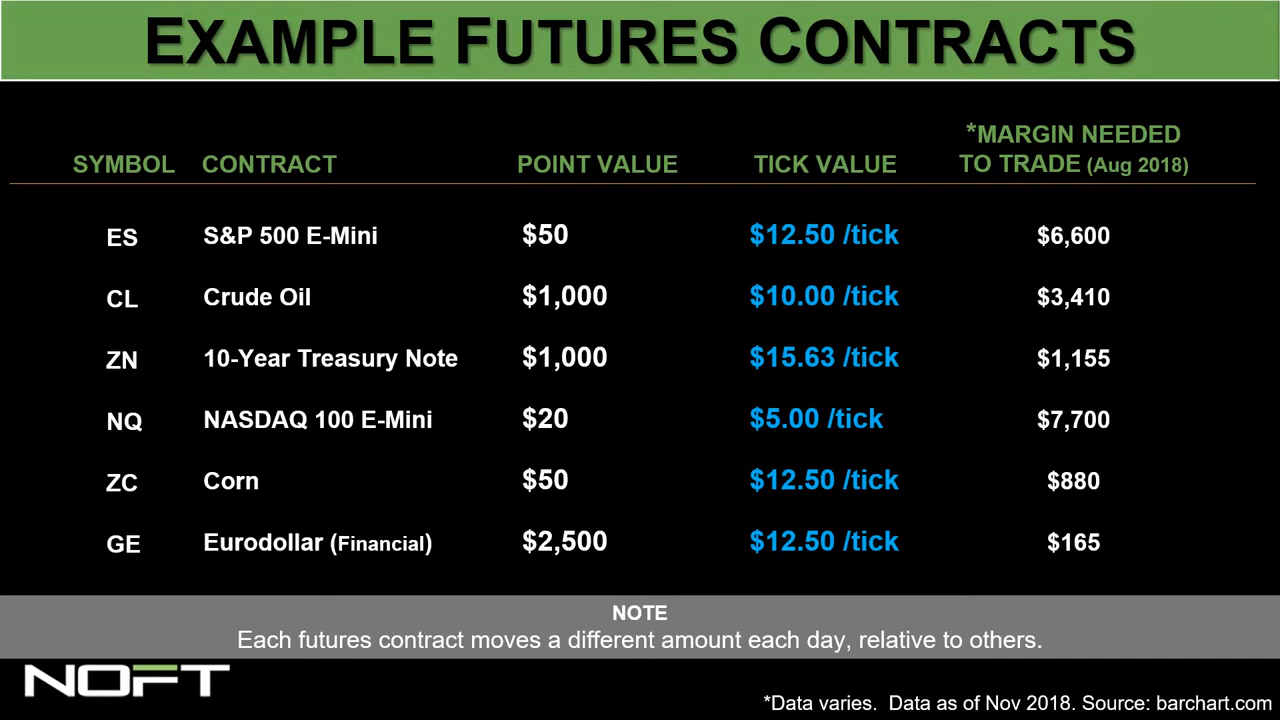 EXAMPLE FUTURES CONTRACTS
*MARGIN NEEDED
SYMBOL CONTRACT POINT VALUE TICK VALUE TO TRADE (Aug 2018)
ES S&P 500 E-Mini $50 $12.50 /tick $6,600
CL Crude Oil $1,000 $10.00 /tick $3,410
ZN 10-Year Treasury Note $1,000 $15.63 /tick $1,155
NQ NASDAQ 100 E-Mini $20 $5.00 /tick $7,700
ZC Corn $50 $12.50 /tick $880
GE Eurodollar (Financial) $2,500 $12.50 /tick $165
NOTE
Each futures contract moves a different amount each day, relative to others.
NOFT
*Data varies. Data as of Nov 2018. Source: barchart.com